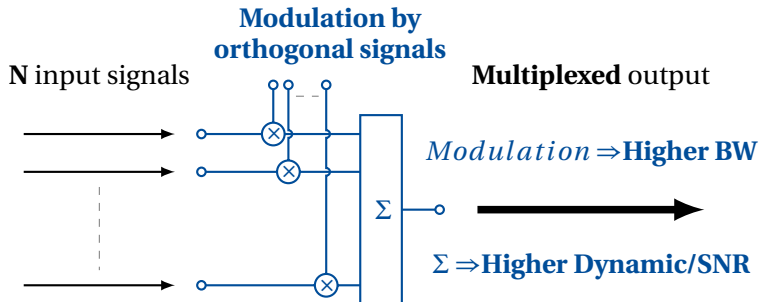 Modulation by
orthogonal signals
N input signals
Multiplexed output
Modulation ⇒Higher BW
Σ
Σ ⇒Higher Dynamic/SNR